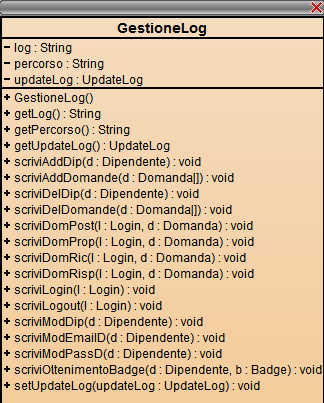 GestioneLog
- log : String
- percorso : String
- updateLog : UpdateLog
+ GestioneLog()
+ getLog() : String
+ getPercorso() : String
+ getUpdateLog() : UpdateLog
+ scriviAddDip(d : Dipendente) : void
+ scriviAddDomande(d : Domanda[]) : void
+ scriviDelDip(d : Dipendente) : void
+ scriviDelDomande(d : Domanda[]) : void
+ scriviDomPost(l : Login, d : Domanda) : void
+ scriviDomProp(l : Login, d : Domanda) : void
+ scriviDomRic(l : Login, d : Domanda) : void
+ scriviDomRisp(l : Login, d : Domanda) : void
+ scriviLogin(l : Login) : void
+ scriviLogout(l : Login) : void
+ scriviModDip(d : Dipendente) : void
+ scriviModEmailD(d : Dipendente) : void
+ scriviModPassD(d : Dipendente) : void
+ scriviOttenimentoBadge(d : Dipendente, b : Badge) : void
+ setUpdateLog(updateLog : UpdateLog) : void